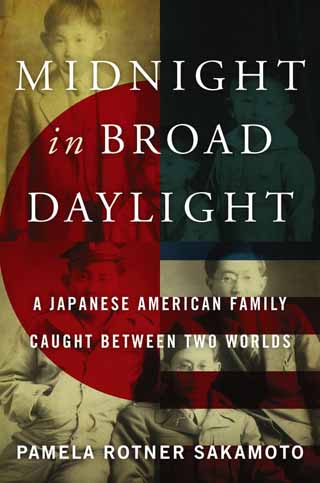 MIDNIGHT
in BROAD
DAYLIGHT
A JAPANESE AMERICAN FAMILY
CAUGHT BETWEEN TWO WORLDS
PAMELA ROTNER SAKAMOTO